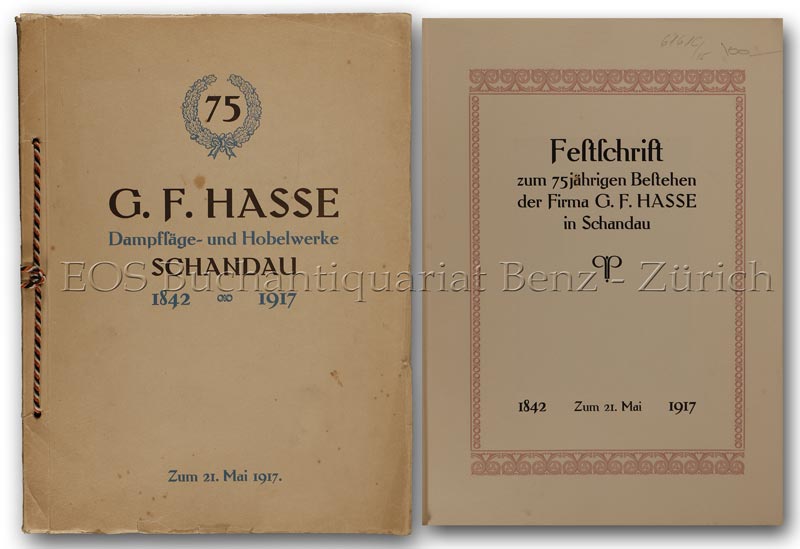 75
G. F. HASSE
Dampfſäge- und Hobelwerke
SCHANDAU
1842 1917
Zum 21. Mai 1917.
Feſtſchrift
zum 75jährigen Beſtehen
der Firma G. F. HASSE
in Schandau
1842 Zum 21. Mai 1917
EOS Buchantiquariat Benz - Zürich